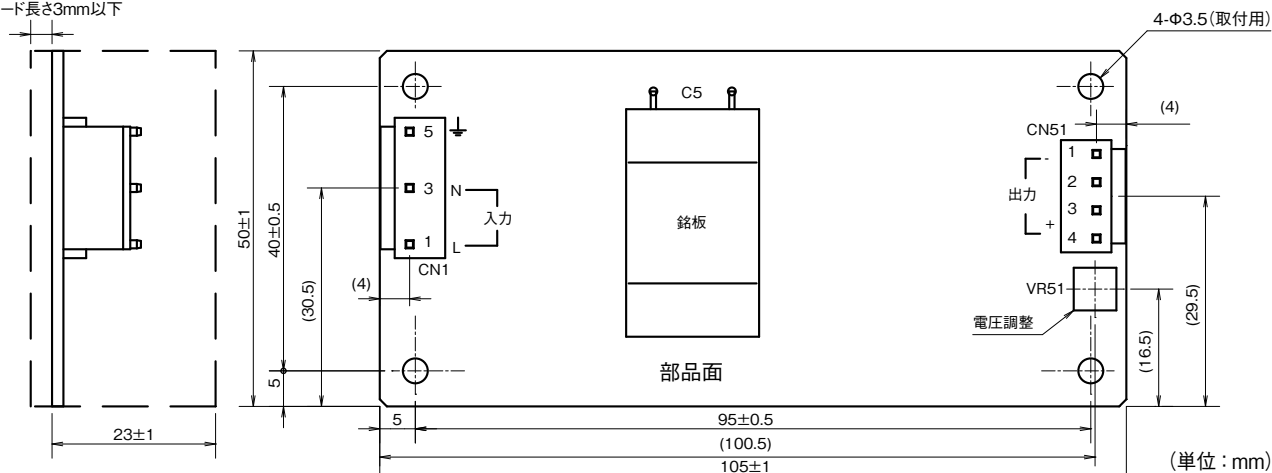 ード長さ3mm以下
4-Φ3.5(取付用)
C5
(4)
CN51
5
1
-
2
3
N
出力
入力
銘板
3
+
4
1
L
CN1
(4)
VR51
電圧調整
50±1
40±0.5
(30.5)
(29.5)
(16.5)
部品面
5
5
95±0.5
23±1
(100.5)
105±1
(単位：mm)